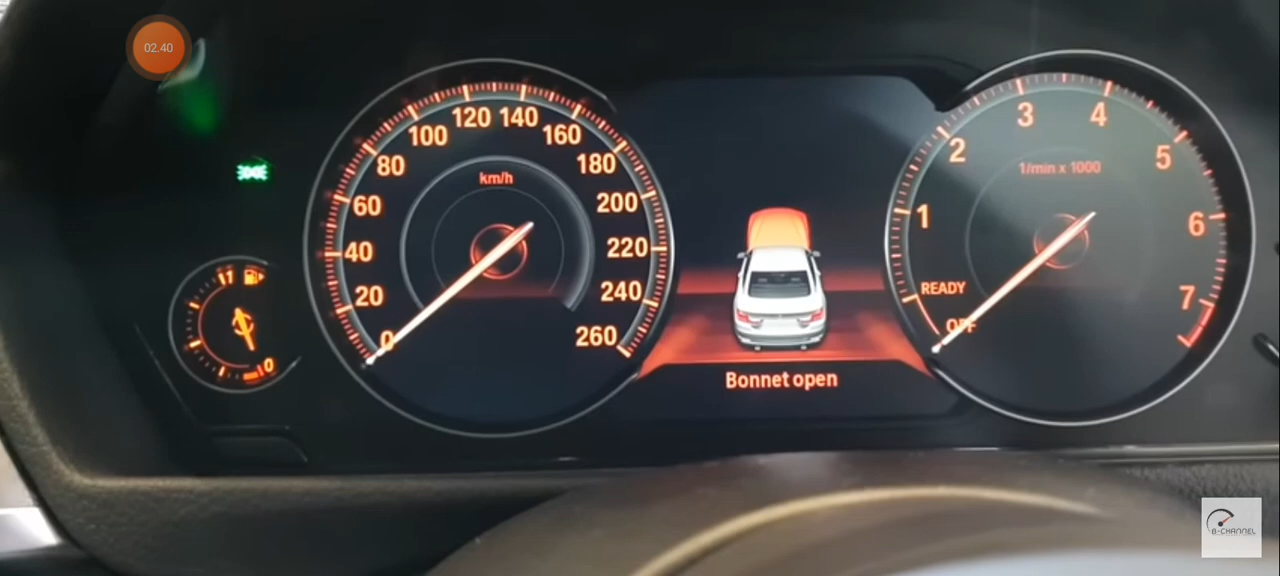 02.40
120 140
100 160
80 180
60 200
40 220
20 240
0 260
km/h
1/1
0
Bonnet open
3 4
2 5
1 6
7
1/min x 1000
READY
OFF
B-CHANNEL